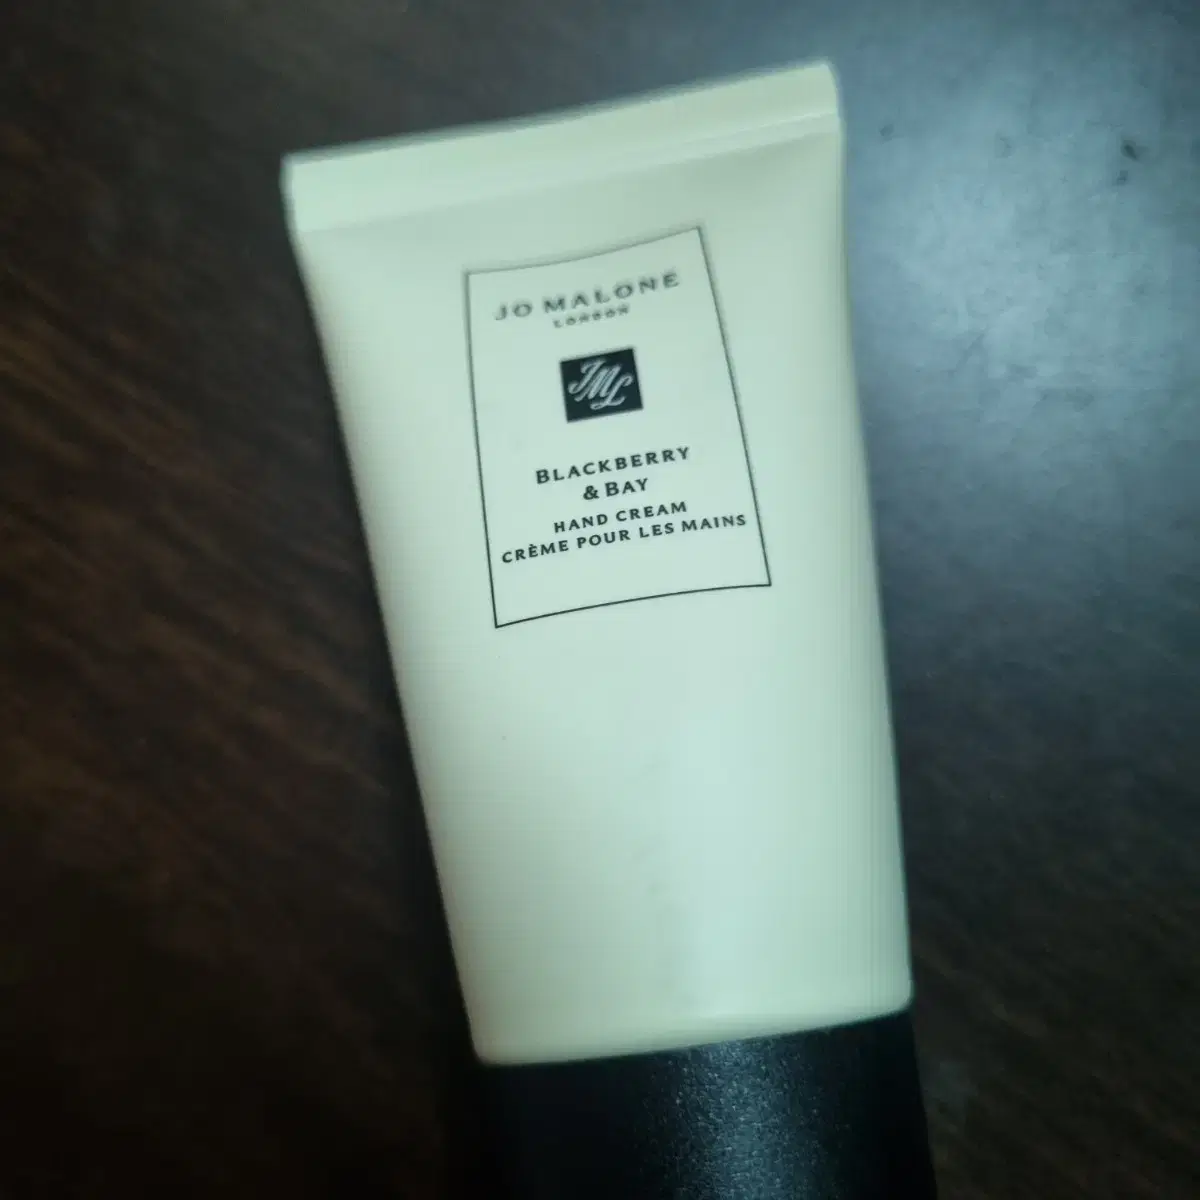 JO MALONE
LONDON
JML
BLACKBERRY
& BAY
HAND CREAM
CRÈME POUR LES MAINS